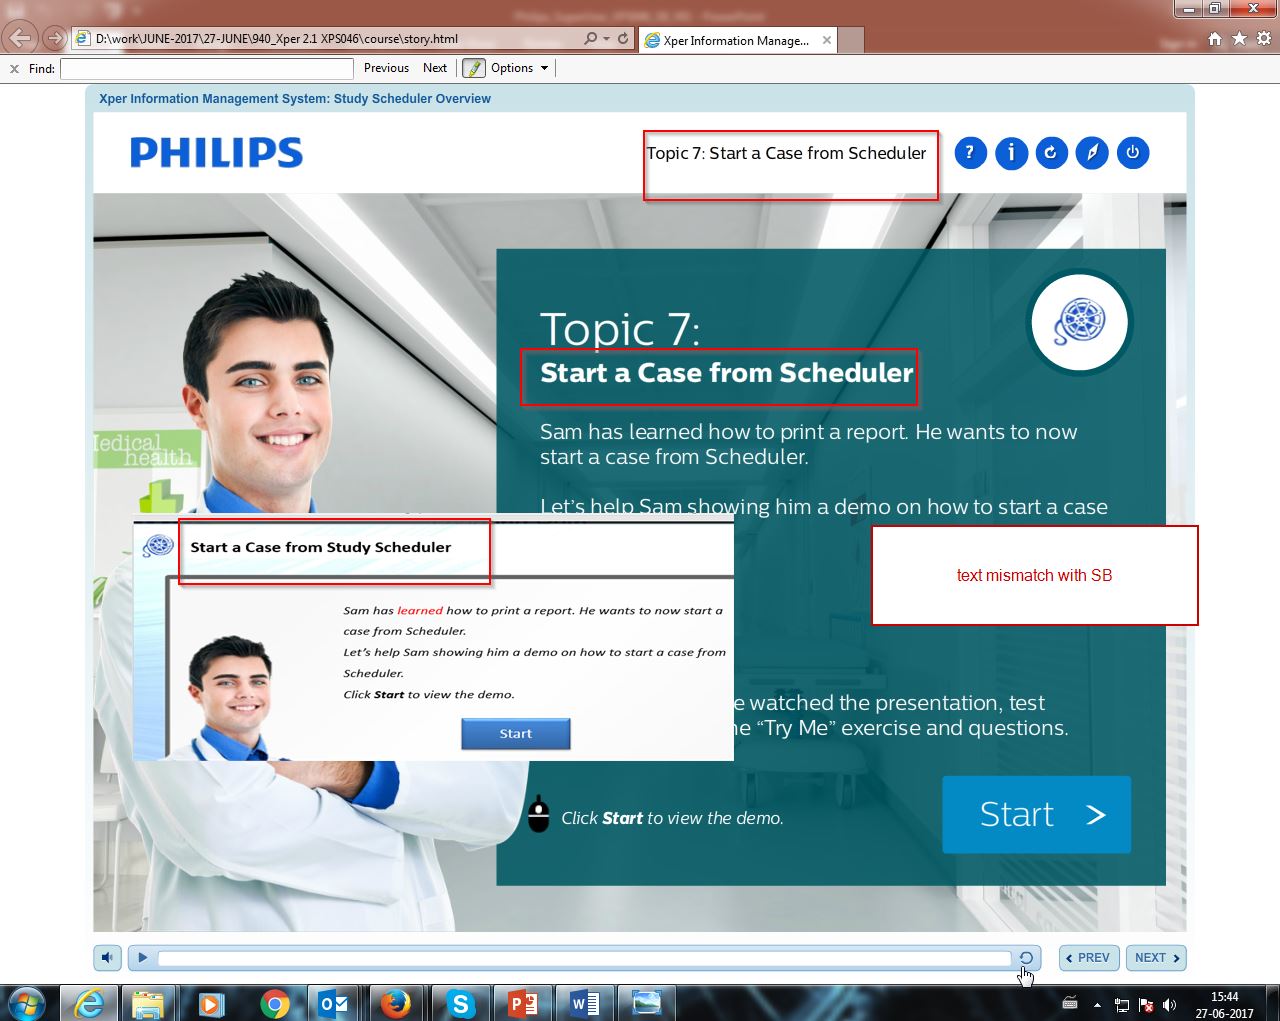 D:\work\JUNE-2017\27-JUNE\940_Xper 2.1 XPS046\course\story.html
Xper Information Manage...
x Find:
Previous Next Options
Xper Information Management System: Study Scheduler Overview
PHILIPS
Topic 7: Start a Case from Scheduler
? i
Topic 7:
Start a Case from Scheduler
Sam has learned how to print a report. He wants to now
start a case from Scheduler.
Let's help Sam showing him a demo on how to start a case
Medical
health
text mismatch with SB
Start a Case from Study Scheduler
Sam has learned how to print a report. He wants to now start a
case from Scheduler.
Let's help Sam showing him a demo on how to start a case from
Scheduler.
Click Start to view the demo.
Start
e watched the presentation, test
he “Try Me” exercise and questions.
Click Start to view the demo.
Start >
PREV NEXT
15:44
27-06-2017